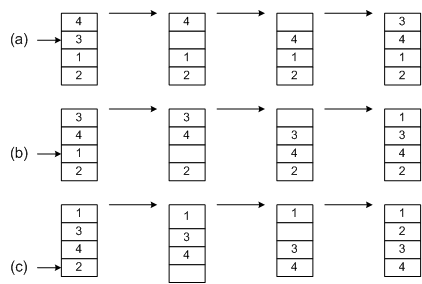 4 4 3
(a) 3 4 4
1 1 1 1
2 2 2 2
3 3 1
4 4 3 3
(b) 1 4 4
2 2 2 2
1 1 1 1
3 3 2
4 4 3 3
(c) 2 4 4